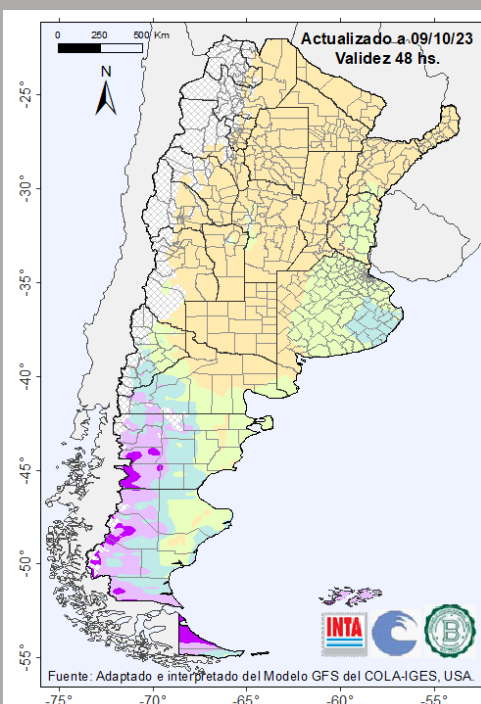 0 250 500 Km
Actualizado a 09/10/23
Validez 48 hs.
N
-25°
-30°
-35°
-40°
-45°
-50°
-55°
INTA
B
Fuente: Adaptado e interpretado del Modelo GFS del COLA-IGES, USA.
-75° -70° -65° -60° -55°